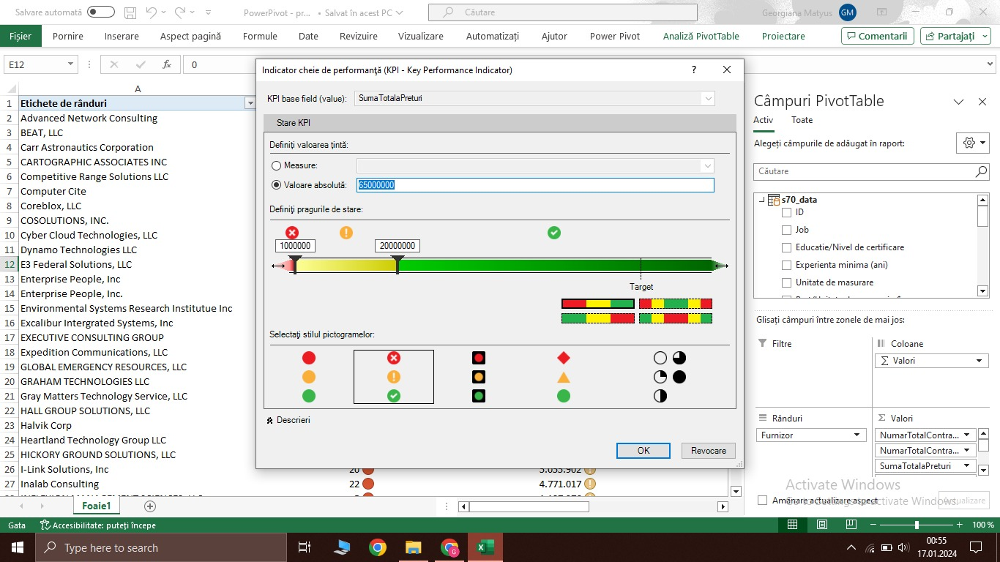 Salvare automată PowerPivot - pr... • Salvat în acest PC Căutare Georgiana Matyus GM
Fișier Pornire Inserare Aspect pagină Formule Date Revizuire Vizualizare Automatizați Ajutor Power Pivot Analiză PivotTable Proiectare Comentarii Partajați
E12 fx 0
Indicator cheie de performanţă (KPI - Key Performance Indicator) ?
KPI base field (value): SumaTotalaPreturi
Stare KPI
Definiţi valoarea ţintă:
Measure:
Valoare absolută: 65000000
Definiţi pragurile de stare:
1000000 20000000
Target
Selectaţi stilul pictogramelor:
Descrieri
OK Revocare
A
1 Etichete de rânduri
2 Advanced Network Consulting
3 BEAT, LLC
4 Carr Astronautics Corporation
5 CARTOGRAPHIC ASSOCIATES INC
6 Competitive Range Solutions LLC
7 Computer Cite
8 Coreblox, LLC
9 COSOLUTIONS, INC.
10 Cyber Cloud Technologies, LLC
11 Dynamo Technologies LLC
12 E3 Federal Solutions, LLC
13 Enterprise People, Inc
14 Enterprise People, Inc.
15 Environmental Systems Research Institutue Inc
16 Excalibur Intergrated Systems, Inc
17 EXECUTIVE CONSULTING GROUP
18 Expedition Communications, LLC
19 GLOBAL EMERGENCY RESOURCES, LLC
20 GRAHAM TECHNOLOGIES LLC
21 Gray Matters Technology Service, LLC
22 HALL GROUP SOLUTIONS, LLC
23 Halvik Corp
24 Heartland Technology Group LLC
25 HICKORY GROUND SOLUTIONS, LLC
26 I-Link Solutions, Inc 20 5.055.902
27 Inalab Consulting 22 4.771.017
Câmpuri PivotTable
Activ Toate
Alegeți câmpurile de adăugat în raport:
Căutare
s70_data
ID
Job
Educatie/Nivel de certificare
Experienta minima (ani)
Unitate de masurare
Glisați câmpuri între zonele de mai jos:
Filtre Coloane
Valori
Rânduri Valori
Furnizor NumarTotalContra...
NumarTotalContra...
SumaTotalaPreturi
Activate Windows
Go to Settings to activate Windows.
Amânare actualizare aspect Actualizare
Foaie1
Gata Accesibilitate: puteți începe 100 %
Type here to search
00:55
17.01.2024